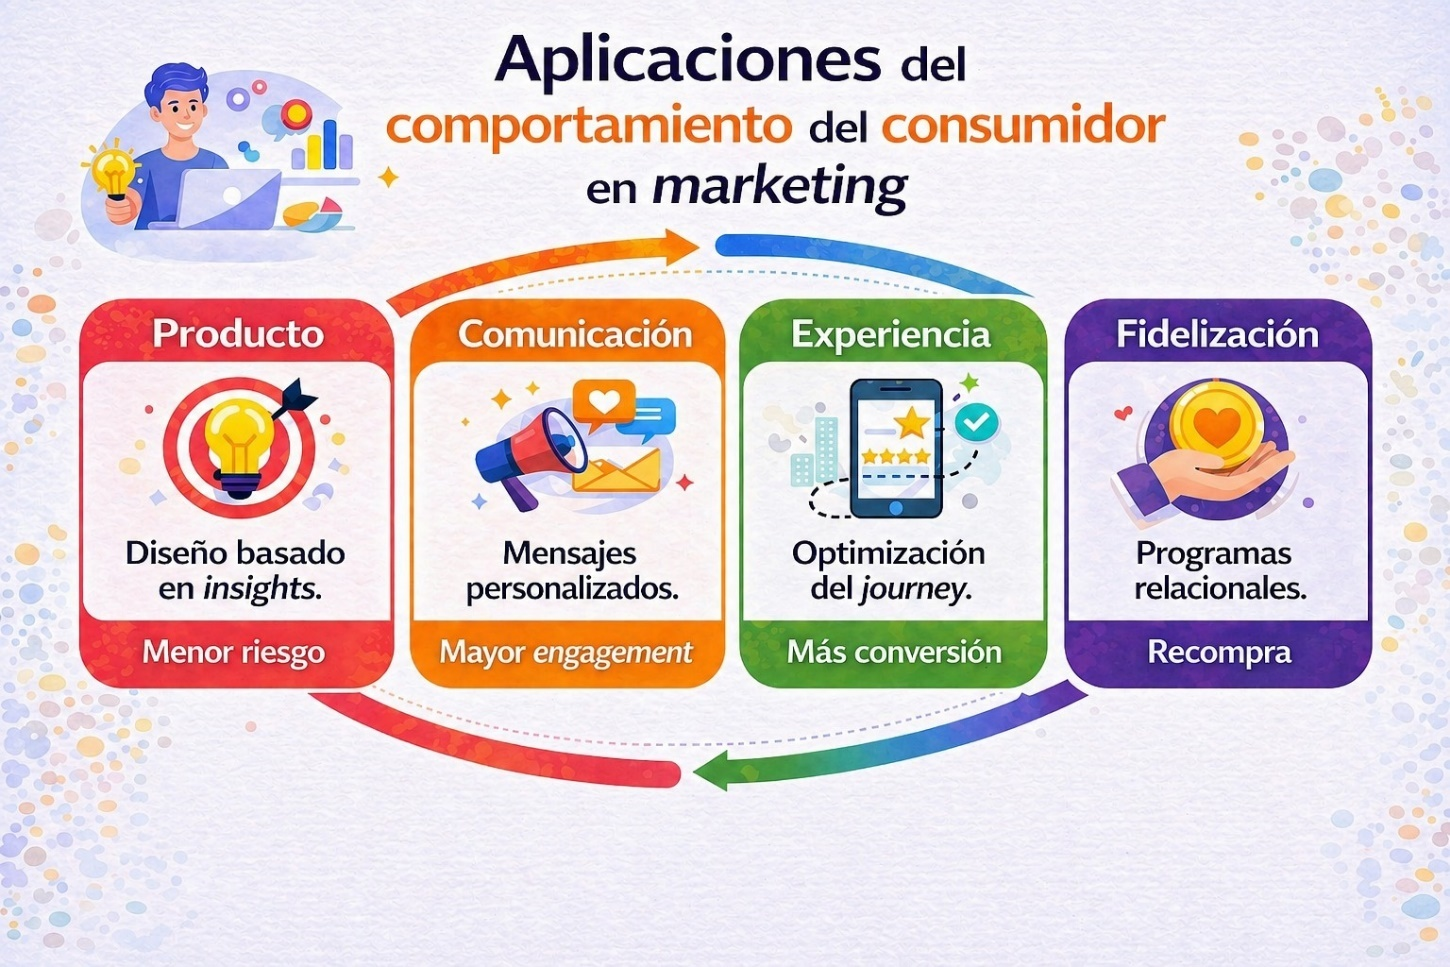 Aplicaciones del
comportamiento del consumidor
en marketing
Producto
Diseño basado
en insights.
Menor riesgo
Comunicación
Mensajes
personalizados.
Mayor engagement
Experiencia
Optimización
del journey.
Más conversión
Fidelización
Programas
relacionales.
Recompra